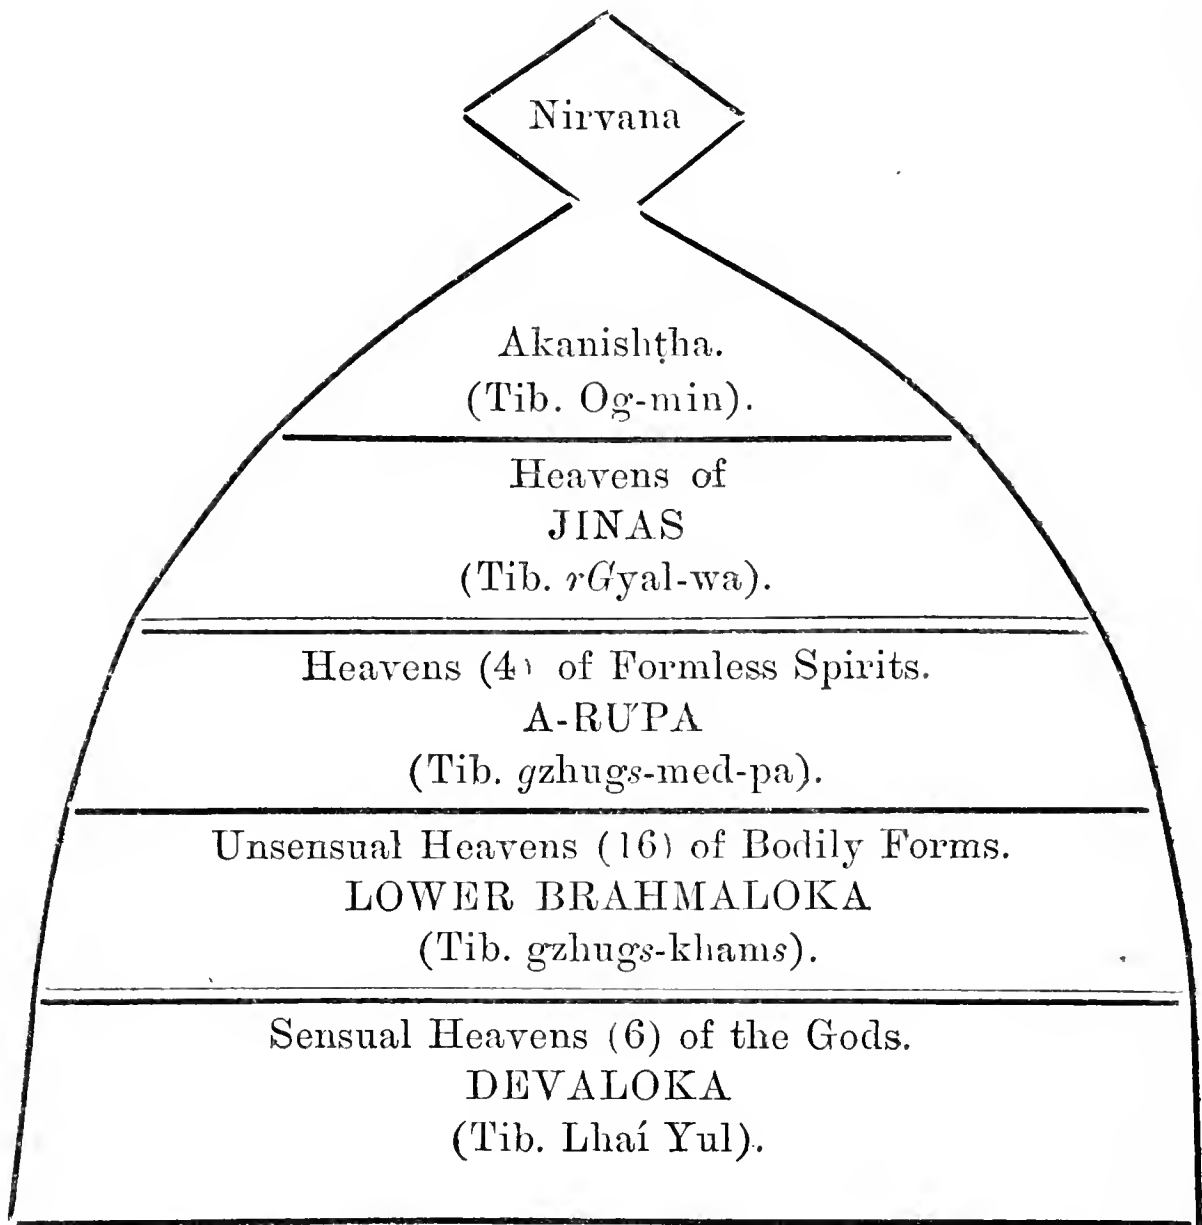 Nirvana
Akanishṭha.
(Tib. Og-min).
Heavens of
JINAS
(Tib. rGyal-wa).
Heavens (4) of Formless Spirits.
A-RU´PA
(Tib. gzhugs-med-pa).
Unsensual Heavens (16) of Bodily Forms.
LOWER BRAHMALOKA
(Tib. gzhugs-khams).
Sensual Heavens (6) of the Gods.
DEVALOKA
(Tib. Lhaí Yul).